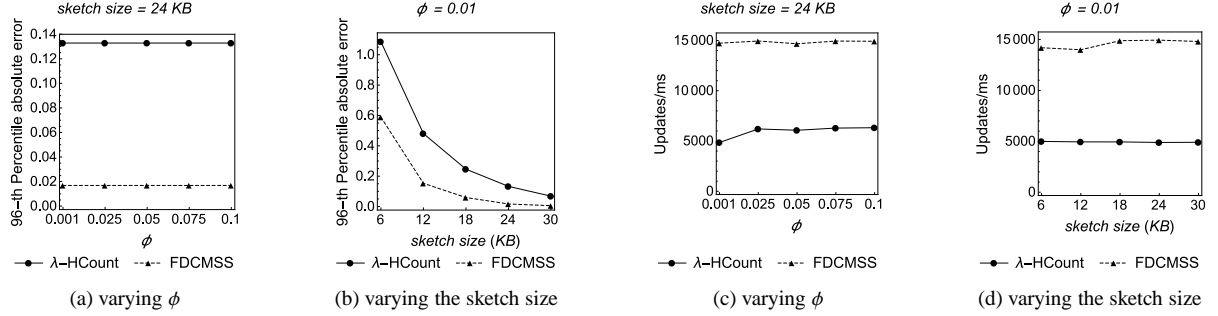 sketch size = 24 KB
96-th Percentile absolute error
0.14
0.12
0.10
0.08
0.06
0.04
0.02
0.00
0.001 0.025 0.05 0.075 0.1
ϕ
λ-HCount FDCMSS
(a) varying ϕ
ϕ = 0.01
96-th Percentile absolute error
1.0
0.8
0.6
0.4
0.2
0.0
6 12 18 24 30
sketch size (KB)
λ-HCount FDCMSS
(b) varying the sketch size
sketch size = 24 KB
Updates/ms
15 000
10 000
5000
0
0.001 0.025 0.05 0.075 0.1
ϕ
λ-HCount FDCMSS
(c) varying ϕ
ϕ = 0.01
Updates/ms
15 000
10 000
5000
0
6 12 18 24 30
sketch size (KB)
λ-HCount FDCMSS
(d) varying the sketch size